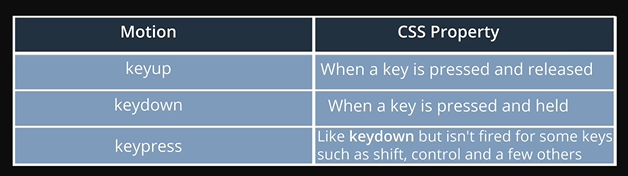 Motion CSS Property
keyup When a key is pressed and released
keydown When a key is pressed and held
keypress Like keydown but isn't fired for some keys
such as shift, control and a few others